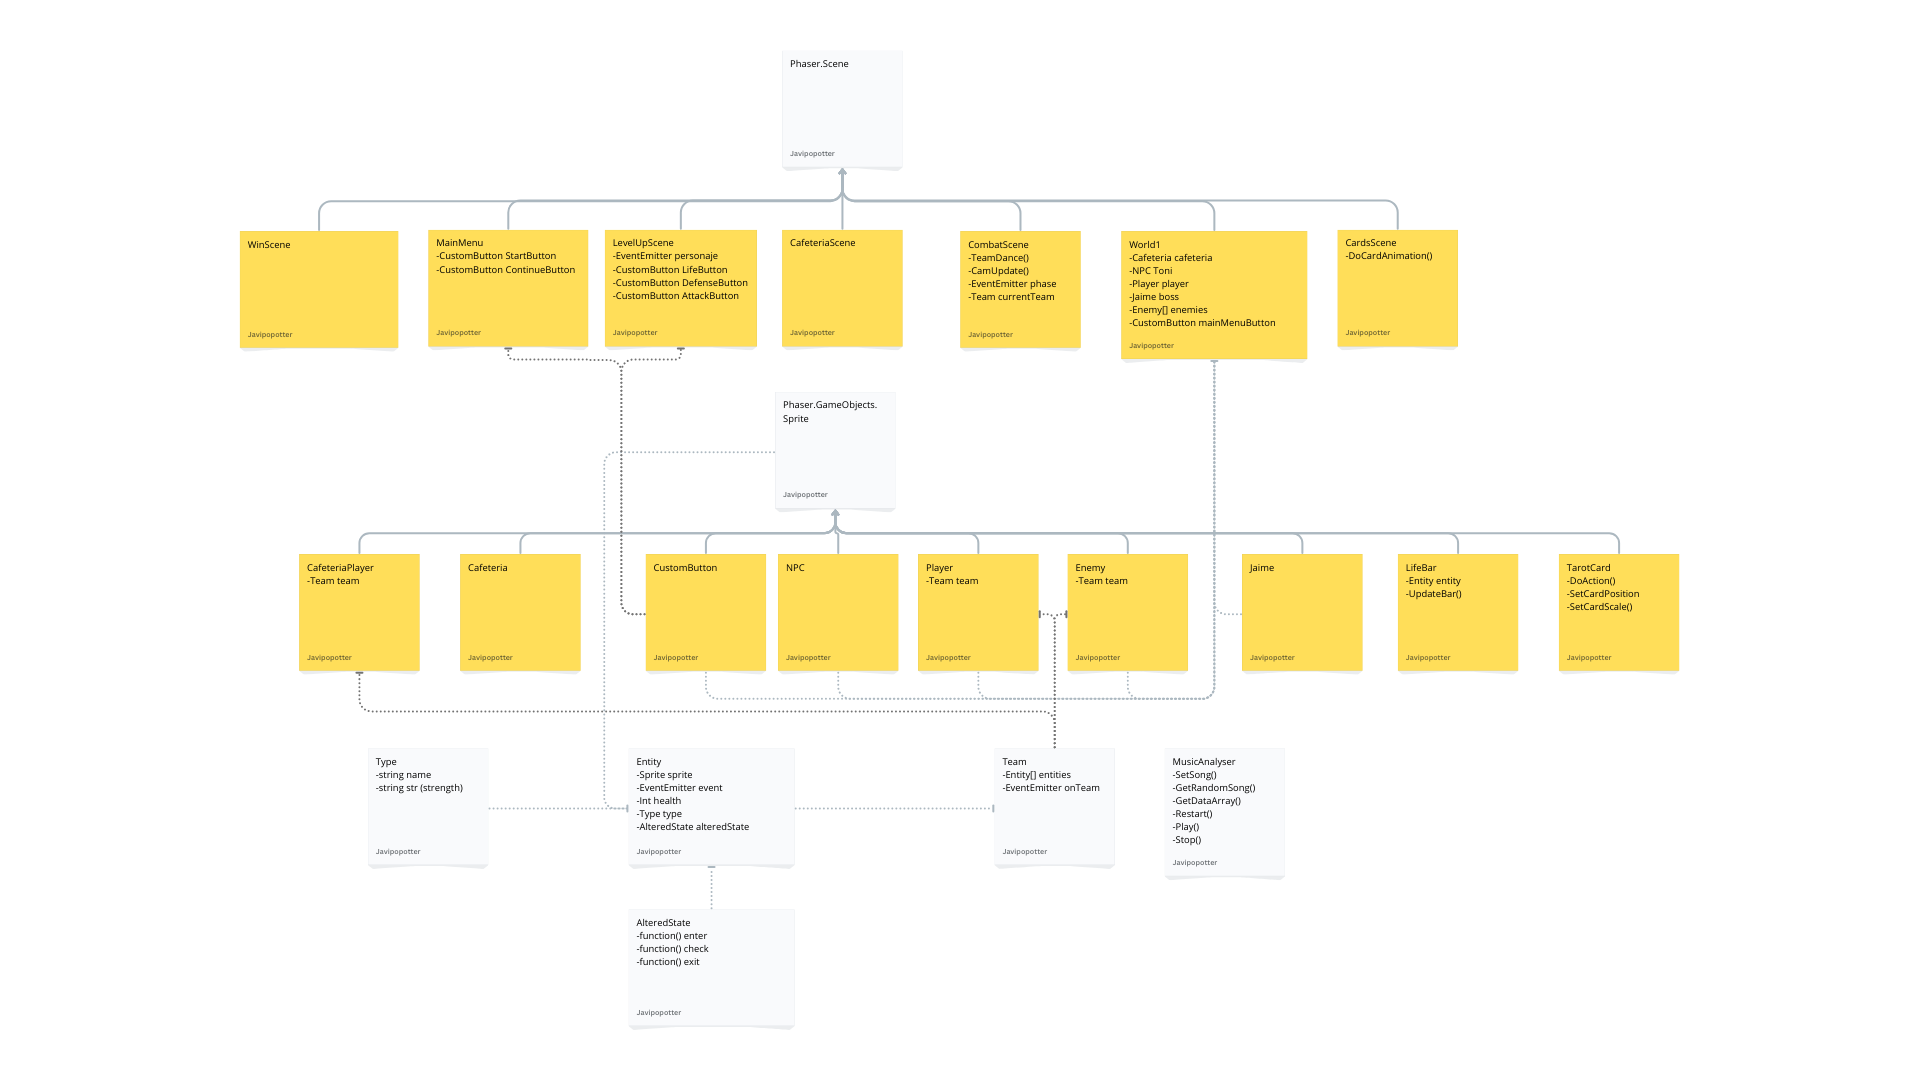 Phaser.Scene
Javipopotter
WinScene
Javipopotter
MainMenu
-CustomButton StartButton
-CustomButton ContinueButton
Javipopotter
LevelUpScene
-EventEmitter personaje
-CustomButton LifeButton
-CustomButton DefenseButton
-CustomButton AttackButton
Javipopotter
CafeteriaScene
Javipopotter
CombatScene
-TeamDance()
-CamUpdate()
-EventEmitter phase
-Team currentTeam
Javipopotter
World1
-Cafeteria cafeteria
-NPC Toni
-Player player
-Jaime boss
-Enemy[] enemies
-CustomButton mainMenuButton
Javipopotter
CardsScene
-DoCardAnimation()
Javipopotter
Phaser.GameObjects.
Sprite
Javipopotter
CafeteriaPlayer
-Team team
Javipopotter
Cafeteria
Javipopotter
CustomButton
Javipopotter
NPC
Javipopotter
Player
-Team team
Javipopotter
Enemy
-Team team
Javipopotter
Jaime
Javipopotter
LifeBar
-Entity entity
-UpdateBar()
Javipopotter
TarotCard
-DoAction()
-SetCardPosition
-SetCardScale()
Javipopotter
Type
-string name
-string str (strength)
Javipopotter
Entity
-Sprite sprite
-EventEmitter event
-Int health
-Type type
-AlteredState alteredState
Javipopotter
Team
-Entity[] entities
-EventEmitter onTeam
Javipopotter
MusicAnalyser
-SetSong()
-GetRandomSong()
-GetDataArray()
-Restart()
-Play()
-Stop()
Javipopotter
AlteredState
-function() enter
-function() check
-function() exit
Javipopotter